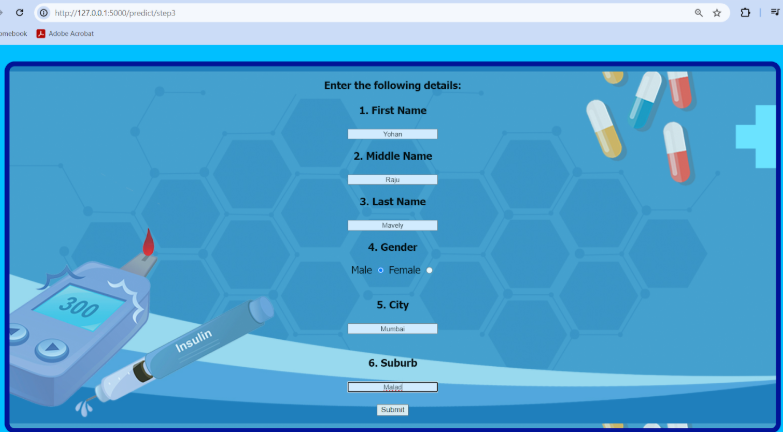 http://127.0.0.1:5000/predict/step3
omebook Adobe Acrobat
Enter the following details:
1. First Name
Yohan
2. Middle Name
Raju
3. Last Name
Mavely
4. Gender
Male Female
5. City
Mumbai
6. Suburb
Malad
Submit
300
Insulin